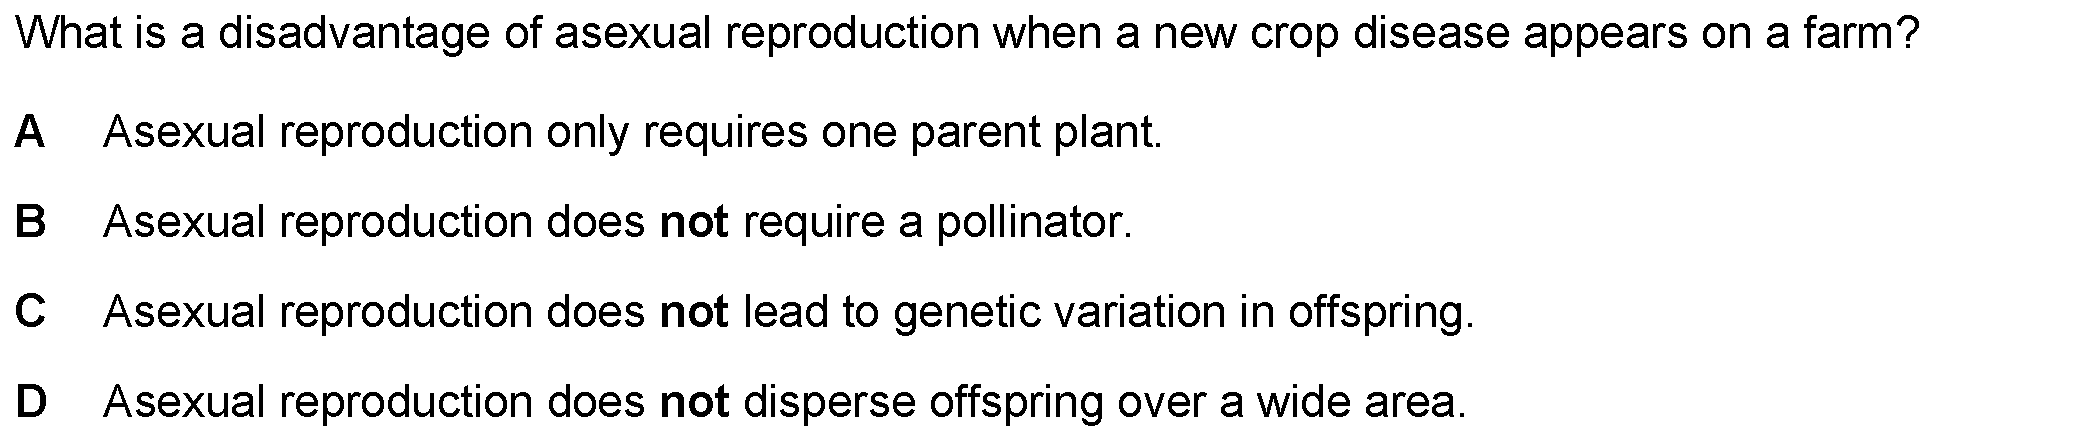 What is a disadvantage of asexual reproduction when a new crop disease appears on a farm?
A Asexual reproduction only requires one parent plant.
B Asexual reproduction does not require a pollinator.
C Asexual reproduction does not lead to genetic variation in offspring.
D Asexual reproduction does not disperse offspring over a wide area.